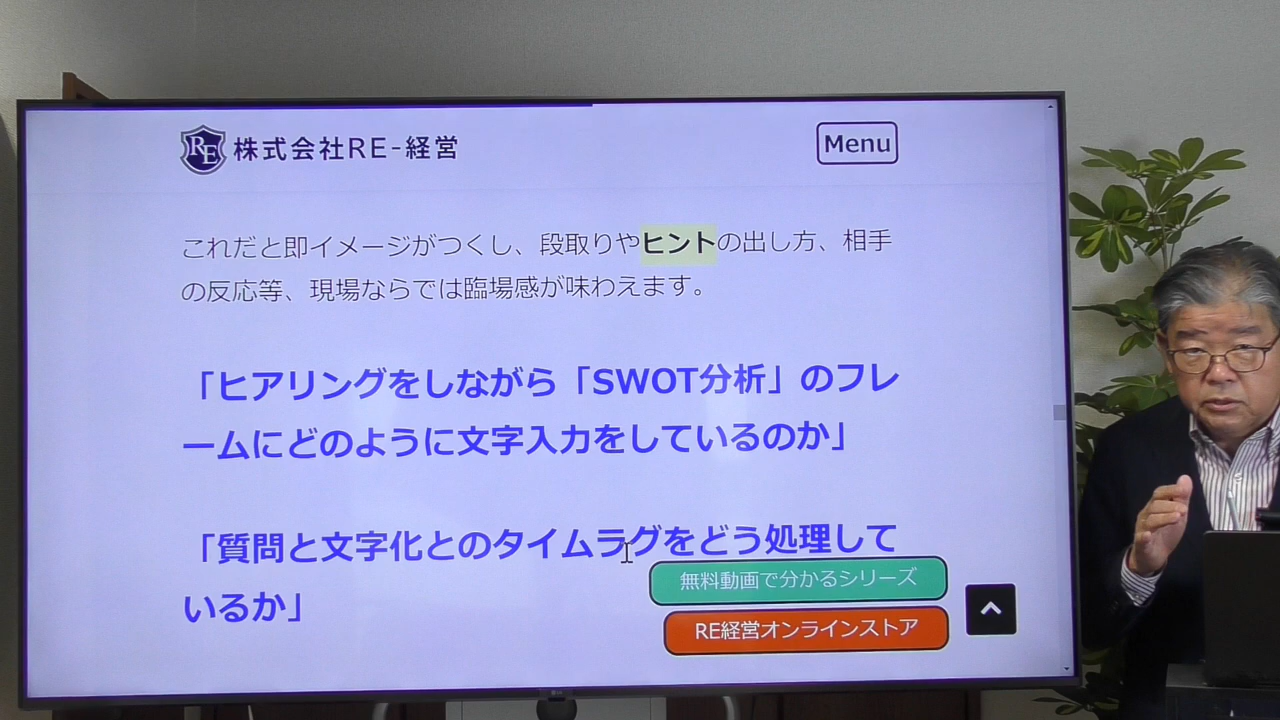 RE 株式会社RE-経営
Menu
これだと即イメージがつくし、段取りやヒントの出し方、相手
の反応等、現場ならでは臨場感が味わえます。
「ヒアリングをしながら「SWOT分析」のフレ
ームにどのように文字入力をしているのか」
「質問と文字化とのタイムラグをどう処理して
いるか」
無料動画で分かるシリーズ
RE経営オンラインストア
LG